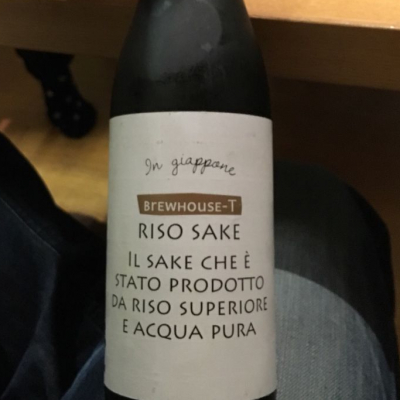 In giappone
BREWHOUSE-T
RISO SAKE
IL SAKE CHE È
STATO PRODOTTO
DA RISO SUPERIORE
E ACQUA PURA